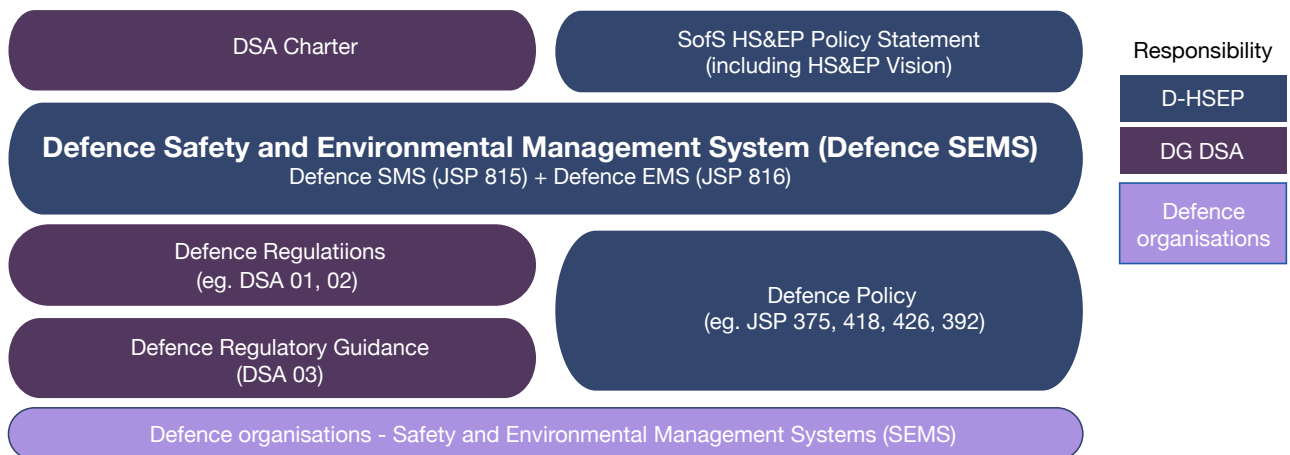 DSA Charter
SofS HS&EP Policy Statement
(including HS&EP Vision)
Defence Safety and Environmental Management System (Defence SEMS)
Defence SMS (JSP 815) + Defence EMS (JSP 816)
Defence Regulatiions
(eg. DSA 01, 02)
Defence Regulatory Guidance
(DSA 03)
Defence Policy
(eg. JSP 375, 418, 426, 392)
Defence organisations - Safety and Environmental Management Systems (SEMS)
Responsibility
D-HSEP
DG DSA
Defence
organisations